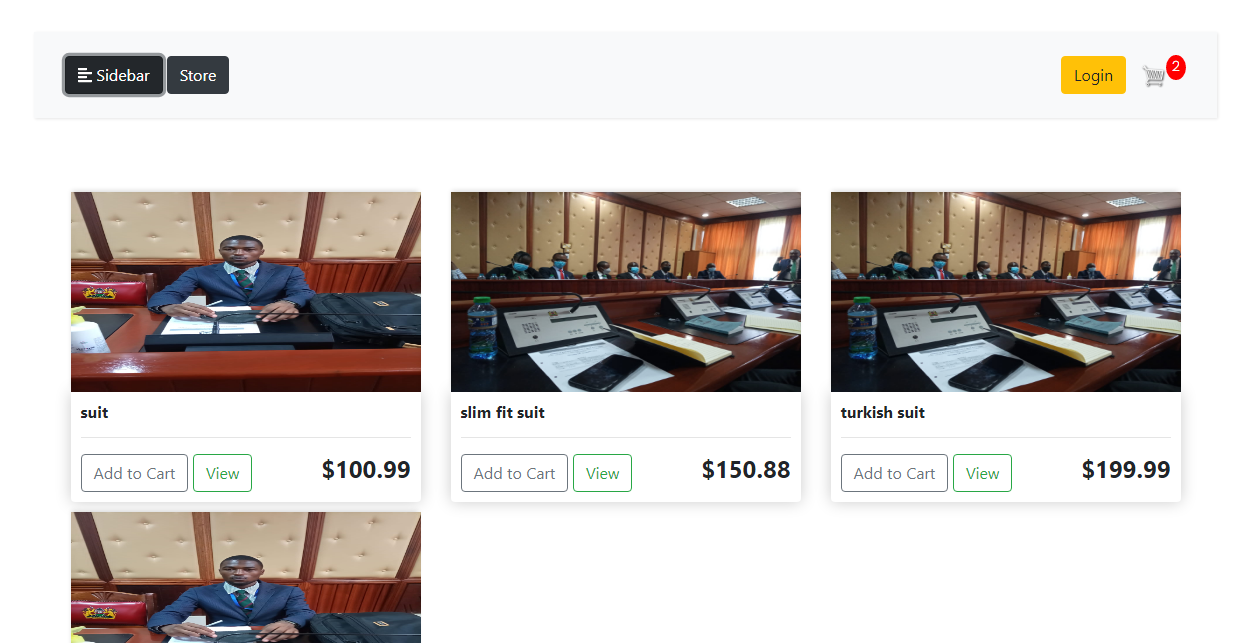 Sidebar Store Login 2
suit
Add to Cart View $100.99
slim fit suit
Add to Cart View $150.88
turkish suit
Add to Cart View $199.99